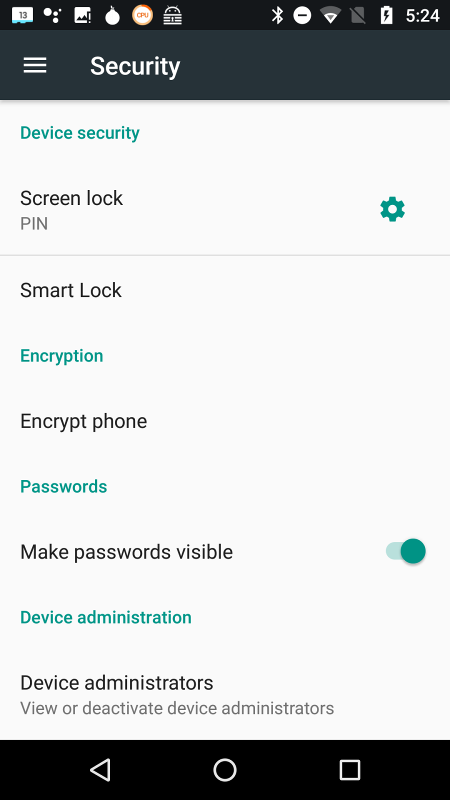 13
CPU
5:24
Security
Device security
Screen lock
PIN
Smart Lock
Encryption
Encrypt phone
Passwords
Make passwords visible
Device administration
Device administrators
View or deactivate device administrators